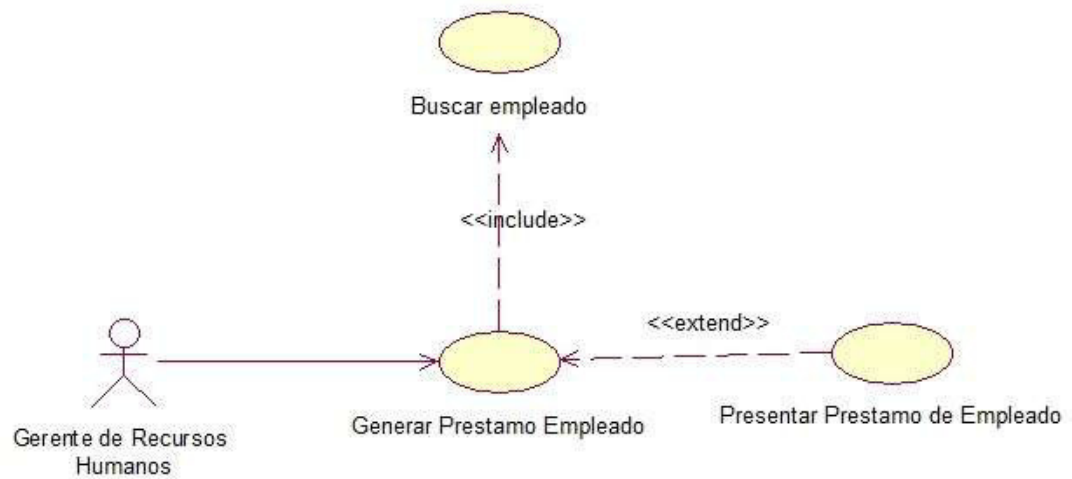 Buscar empleado
<<include>>
<<extend>>
Generar Prestamo Empleado
Presentar Prestamo de Empleado
Gerente de Recursos
Humanos